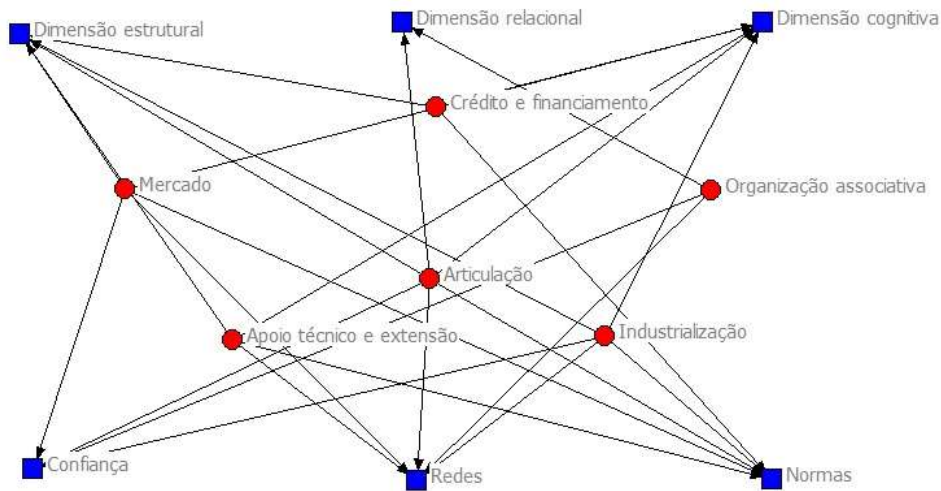 Dimensão estrutural
Dimensão relacional
Dimensão cognitiva
Crédito e financiamento
Mercado
Organização associativa
Articulação
Apoio técnico e extensão
Industrialização
Confiança
Redes
Normas